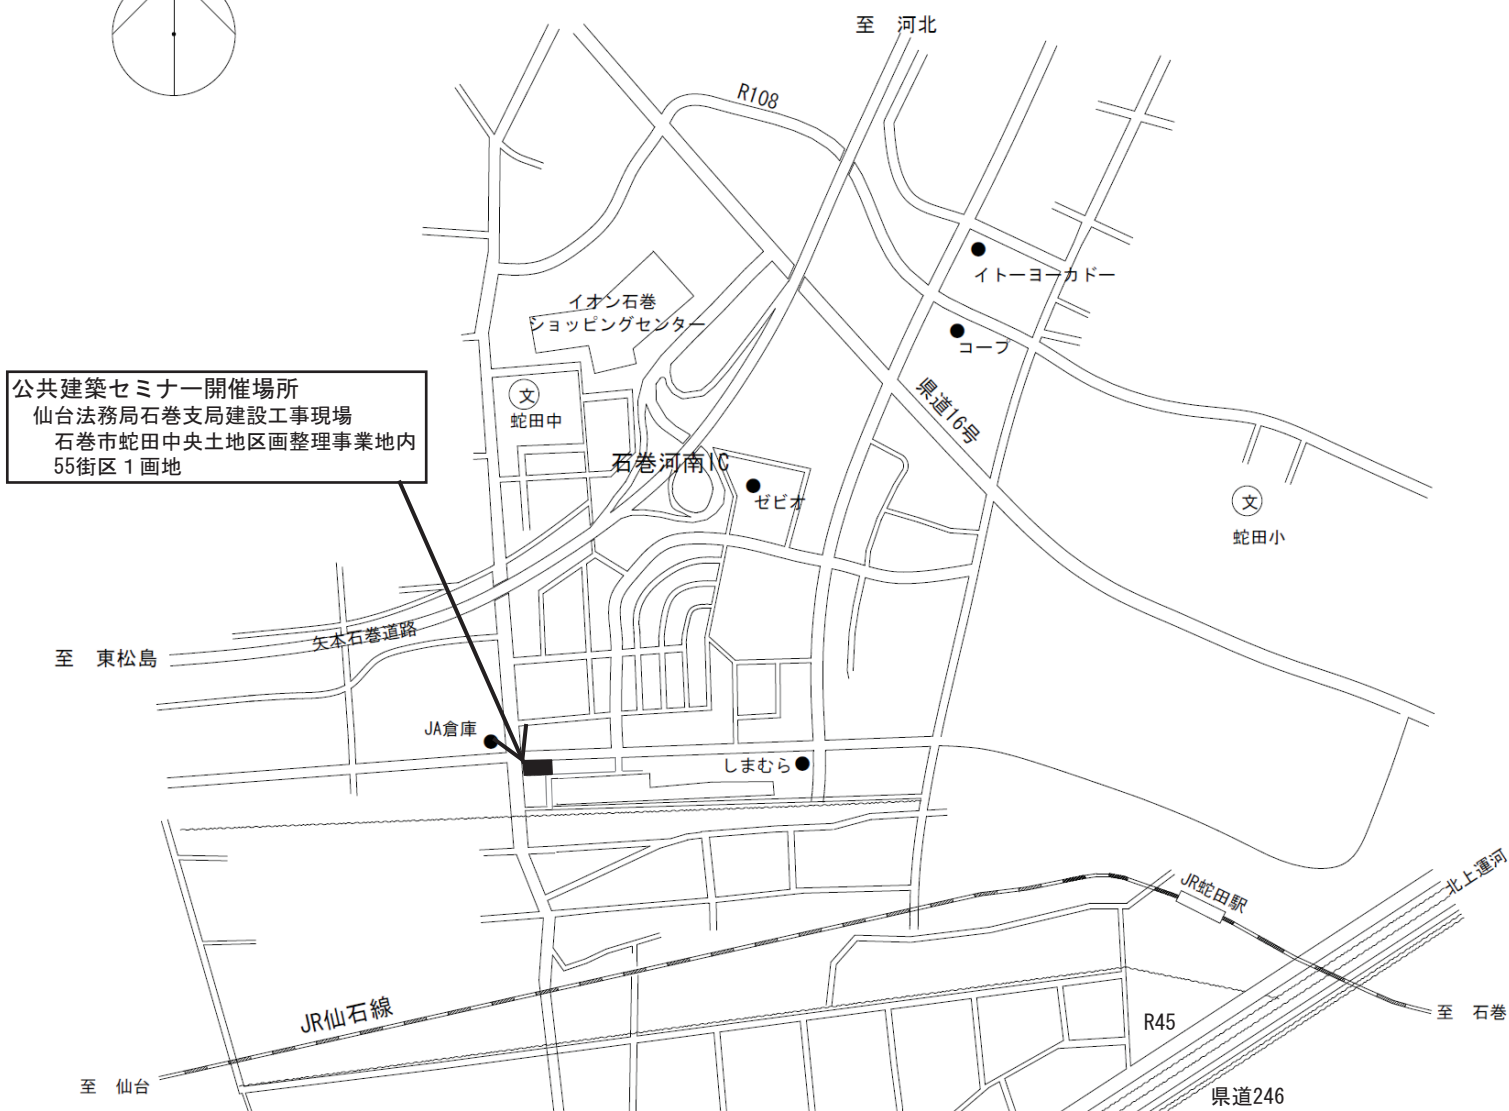 至　河北
R108
イトーヨーカドー
イオン石巻
ショッピングセンター
コープ
公共建築セミナー開催場所
仙台法務局石巻支局建設工事現場
石巻市蛇田中央土地区画整理事業地内
55街区１画地
文
蛇田中
県道16号
石巻河南IC
ゼビオ
文
蛇田小
矢本石巻道路
至　東松島
JA倉庫
しまむら
北上運河
JR蛇田駅
JR仙石線
R45
至　石巻
至　仙台
県道246